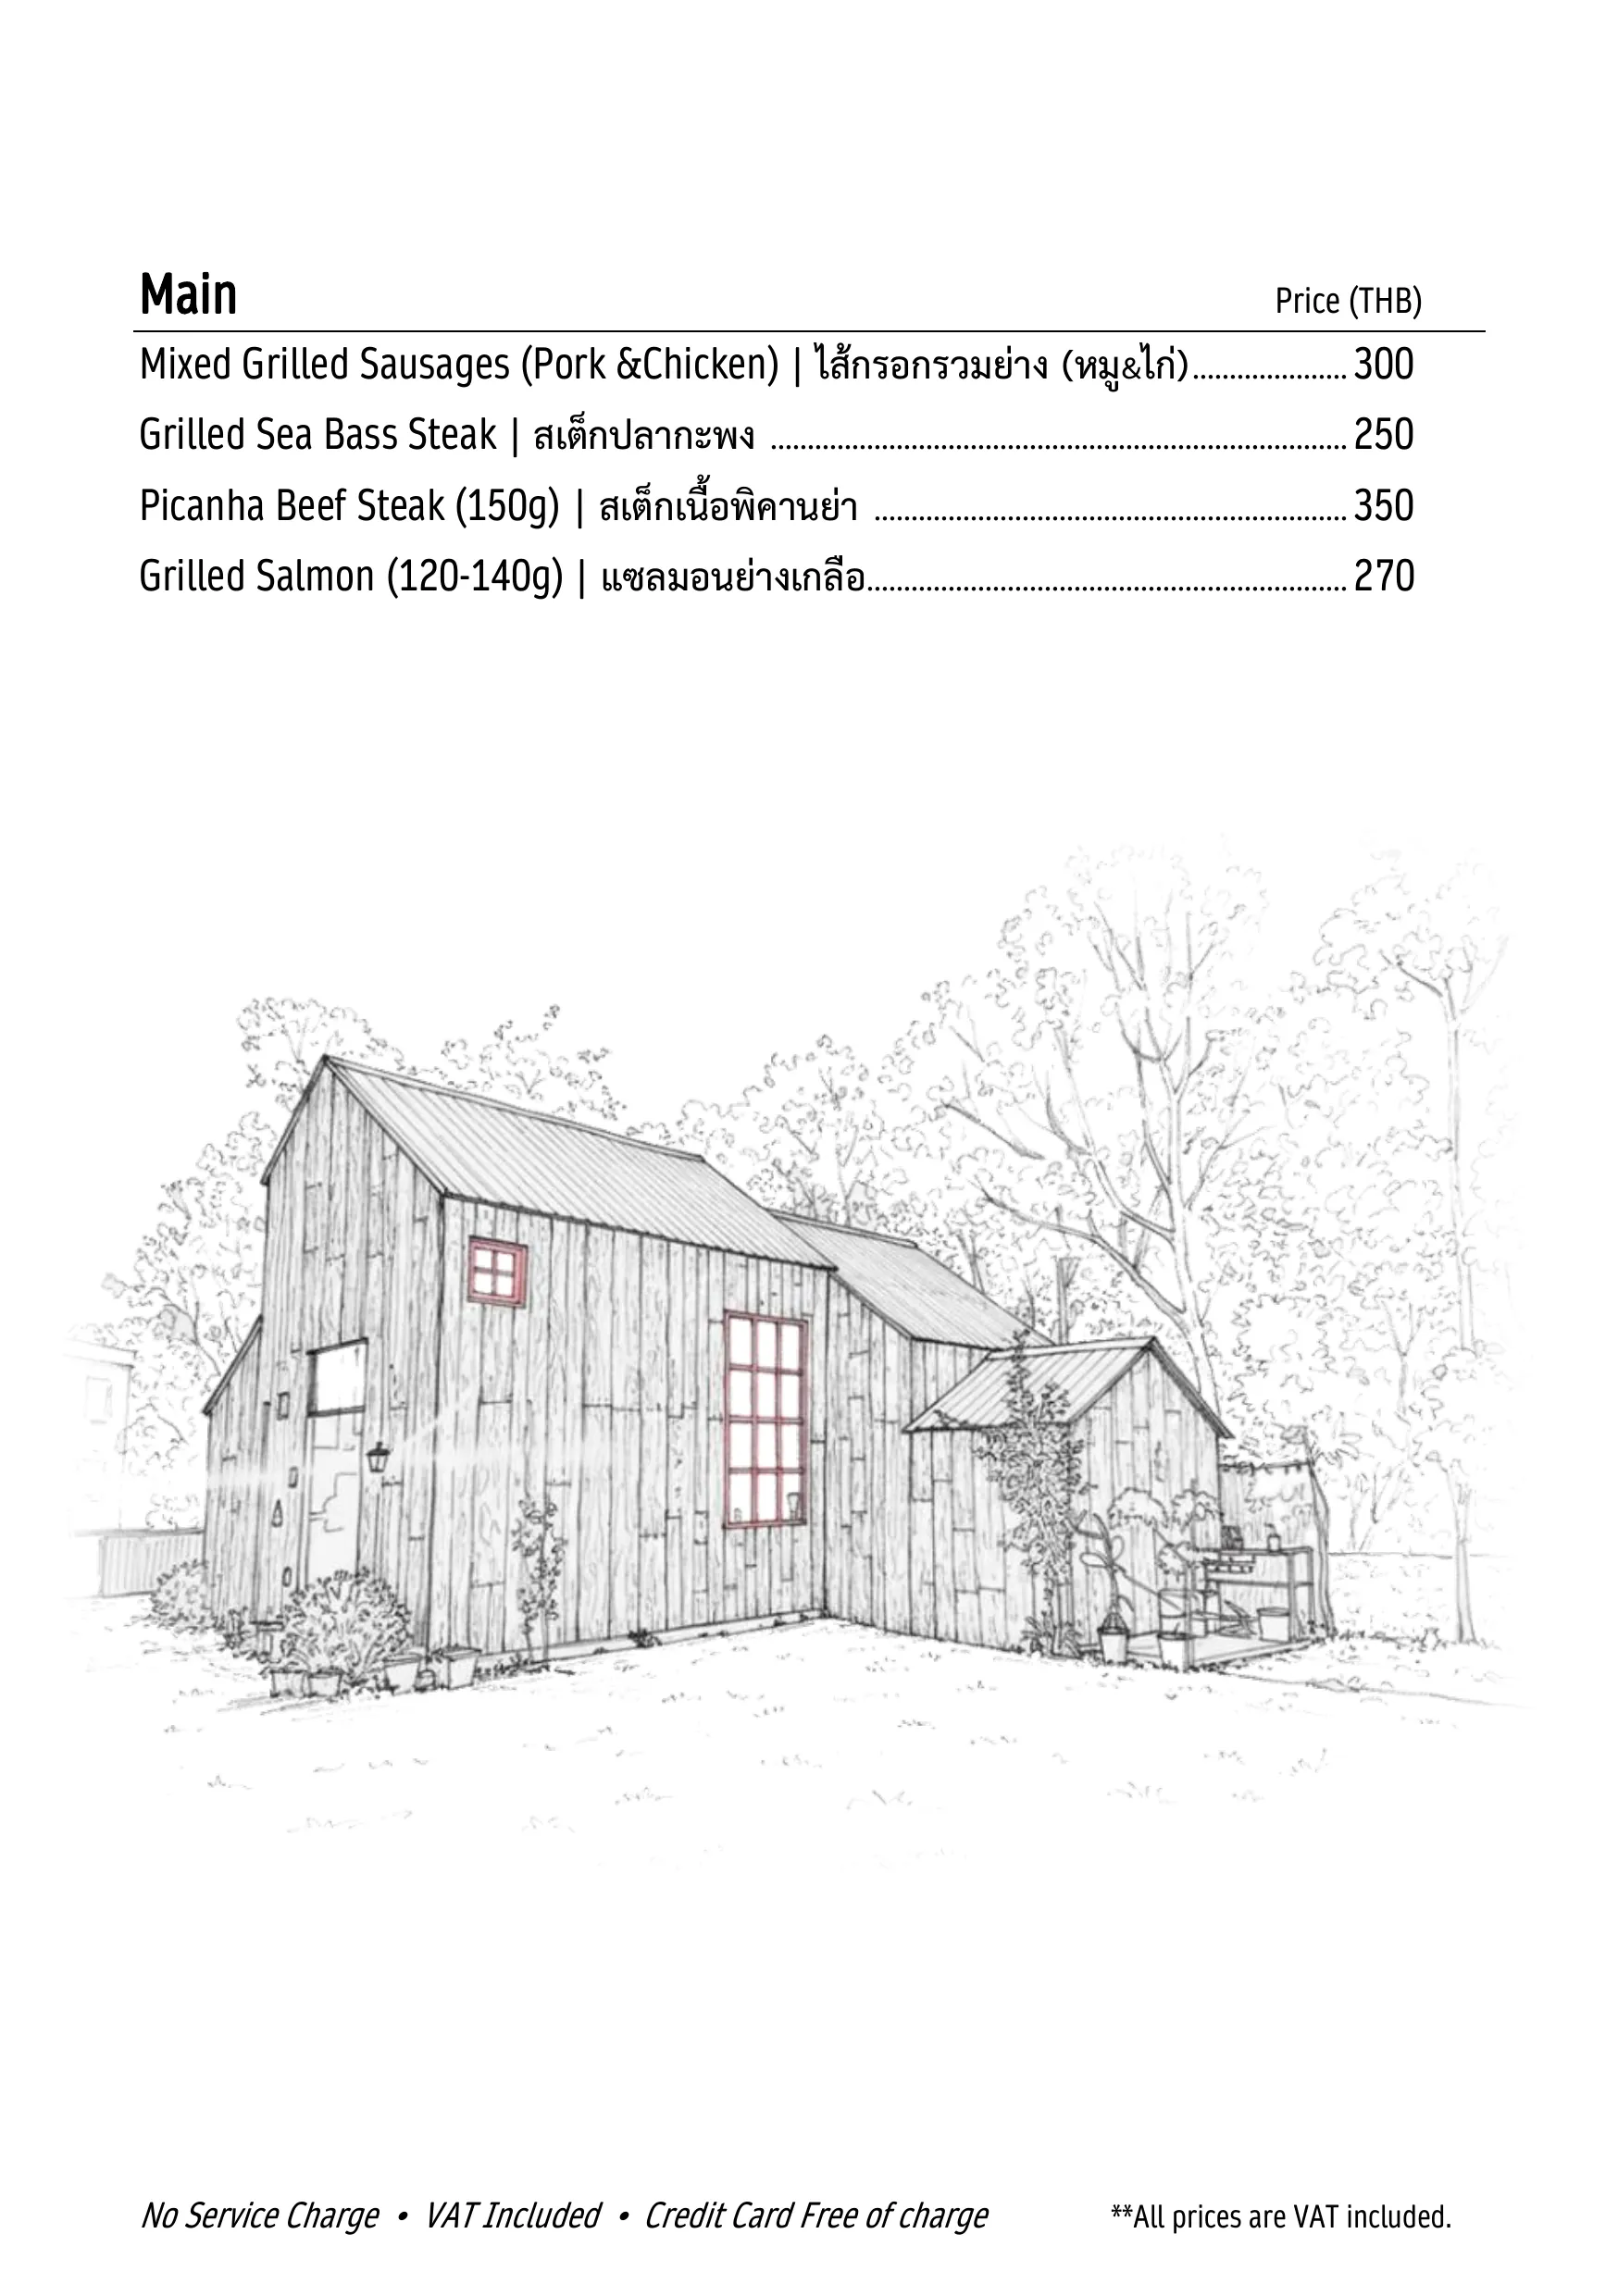 Main Price (THB)
Mixed Grilled Sausages (Pork &Chicken) | ไส้กรอกรวมย่าง (หมู&ไก่)..................... 300
Grilled Sea Bass Steak | สเต็กปลากะพง ............................................................................... 250
Picanha Beef Steak (150g) | สเต็กเนื้อพิคานย่า ................................................................. 350
Grilled Salmon (120-140g) | แซลมอนย่างเกลือ.................................................................. 270
No Service Charge • VAT Included • Credit Card Free of charge **All prices are VAT included.